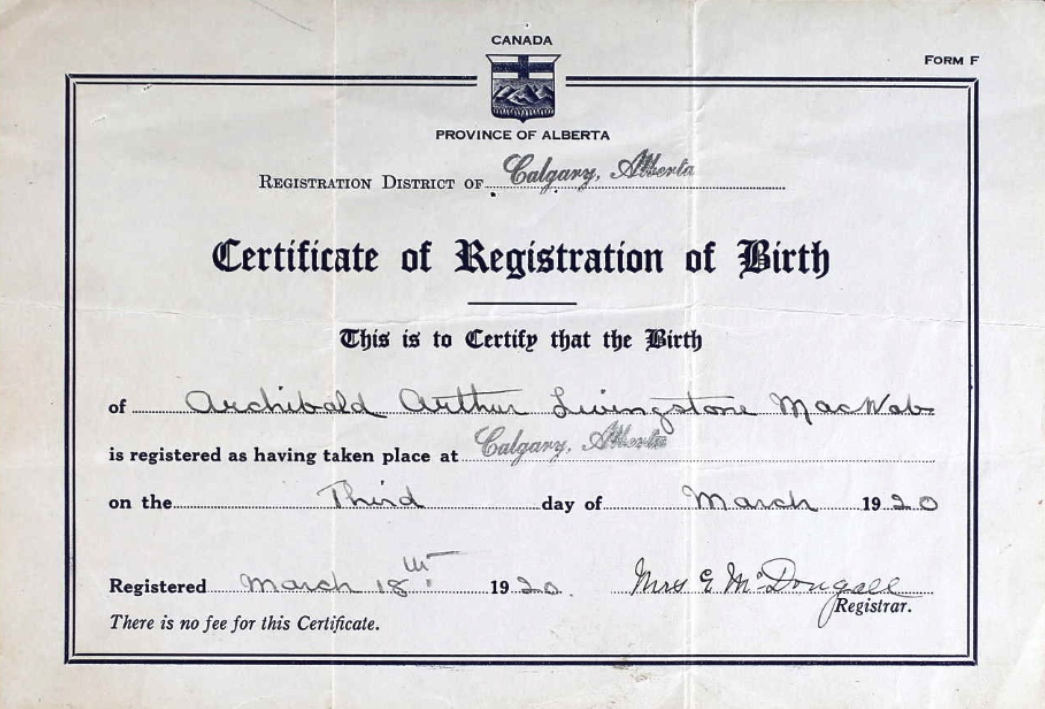 CANADA
FORM F
PROVINCE OF ALBERTA
REGISTRATION DISTRICT OF Calgary, Alberta
Certificate of Registration of Birth
This is to Certify that the Birth
of Archibald Arthur Livingstone MacNab
is registered as having taken place at Calgary, Alberta
on the Third day of March 1920
Registered March 18th 1920. Mrs E McDougall
Registrar.
There is no fee for this Certificate.